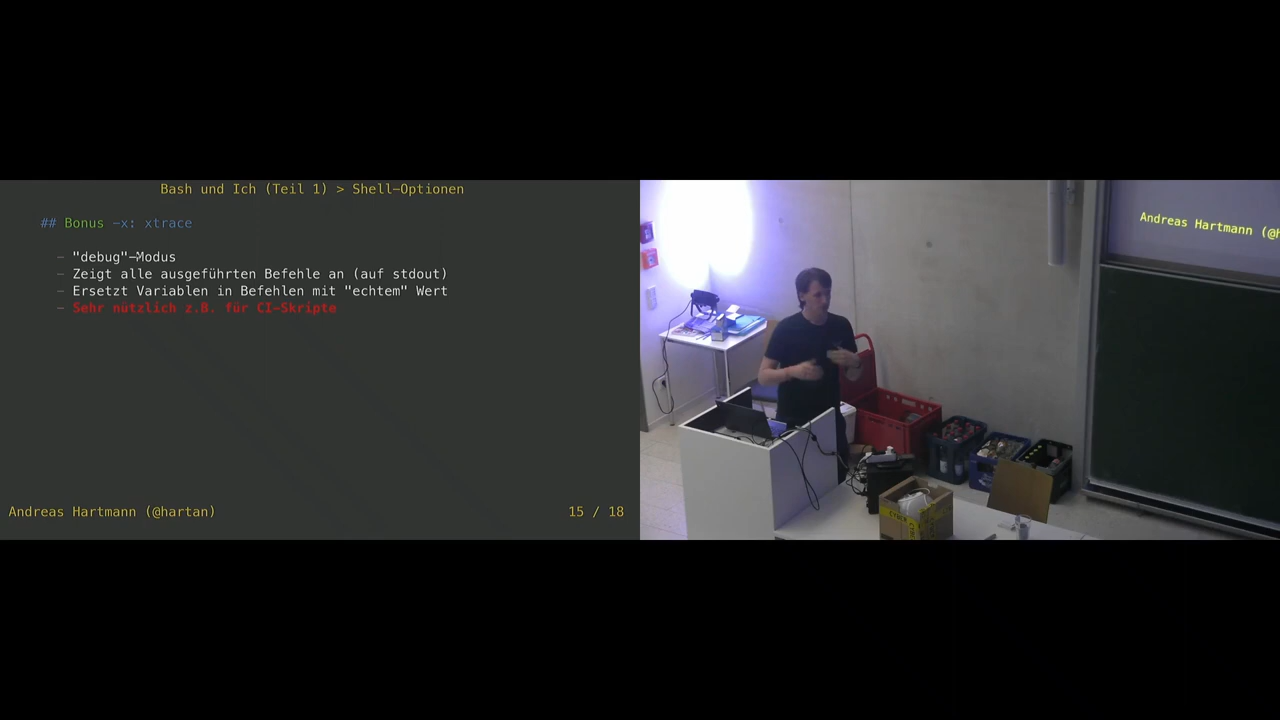 Bash und Ich (Teil 1) > Shell-Optionen
## Bonus -x: xtrace
- "debug"-Modus
- Zeigt alle ausgeführten Befehle an (auf stdout)
- Ersetzt Variablen in Befehlen mit "echtem" Wert
- Sehr nützlich z.B. für CI-Skripte
Andreas Hartmann (@hartan)
15 / 18
Andreas Hartmann (@h